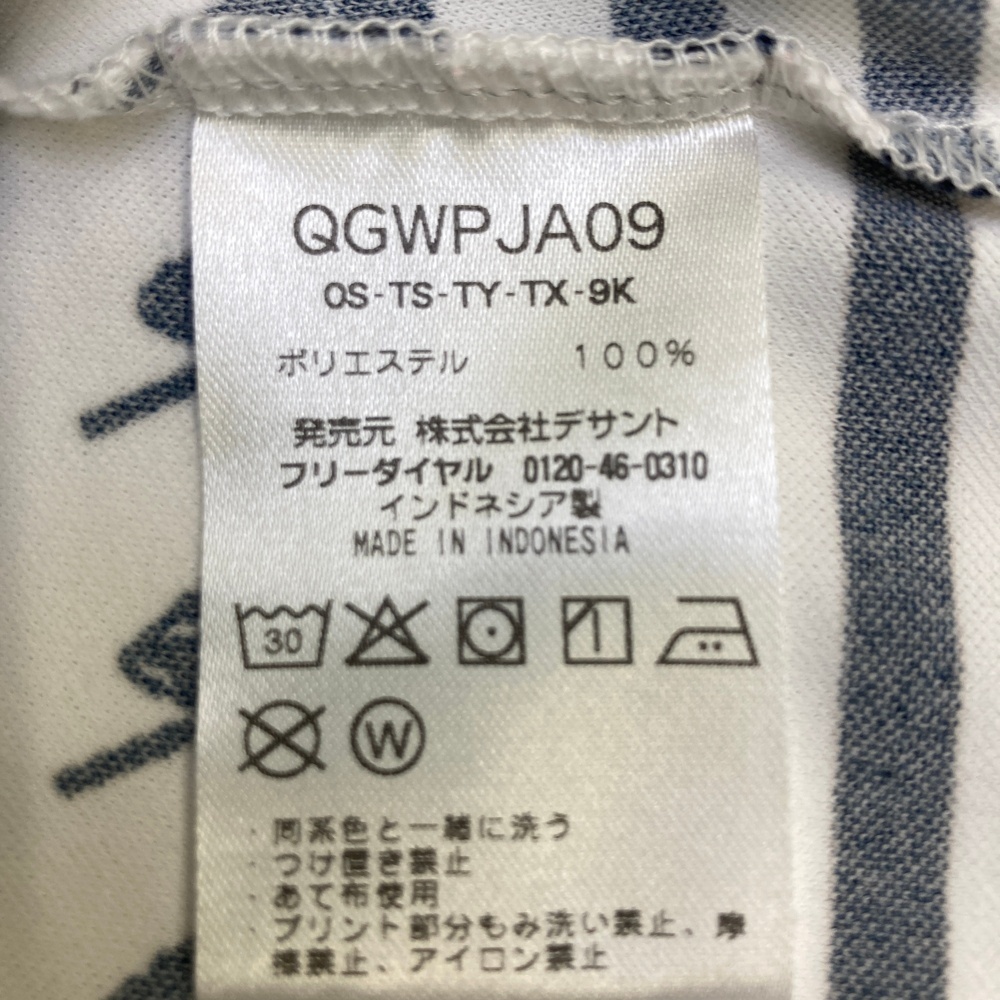 QGWPJA09
OS-TS-TY-TX-9K
ポリエステル 100%
発売元 株式会社デサント
フリーダイヤル 0120-46-0310
インドネシア製
MADE IN INDONESIA
30
W
・同系色と一緒に洗う
・つけ置き禁止
・あて布使用
・プリント部分もみ洗い禁止、摩
擦禁止、アイロン禁止